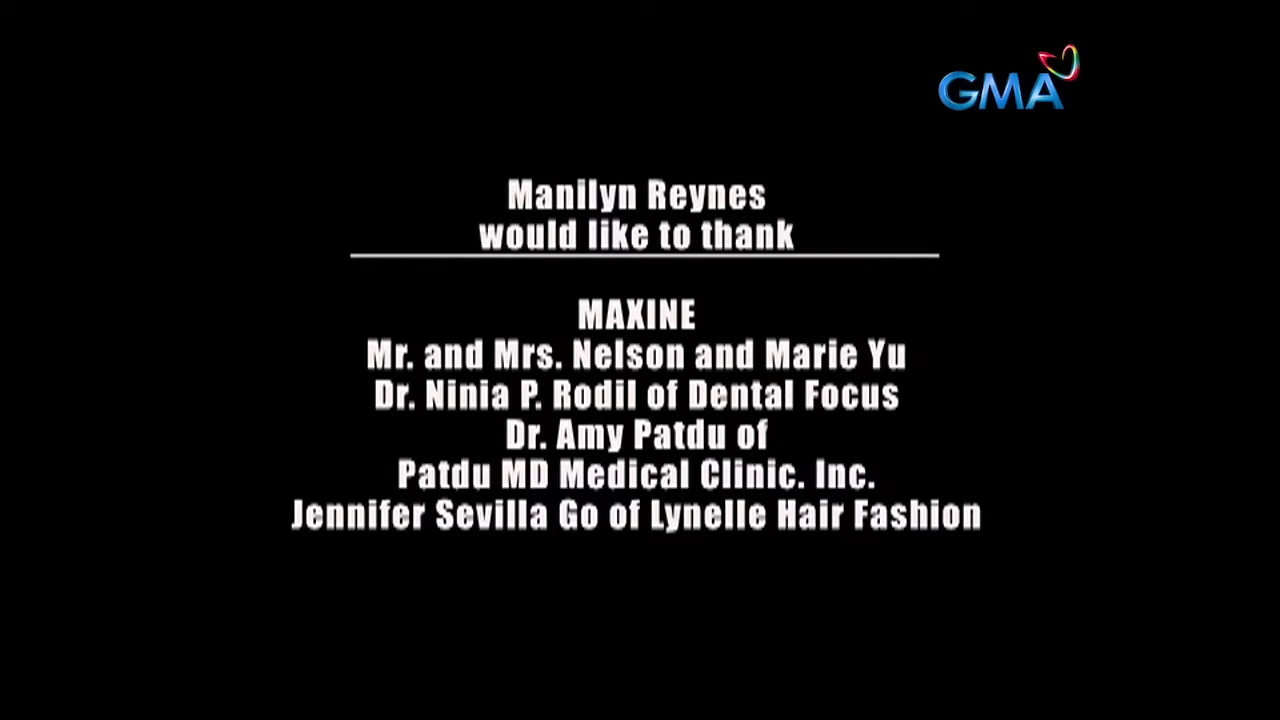 GMA
Manilyn Reynes
would like to thank
MAXINE
Mr. and Mrs. Nelson and Marie Yu
Dr. Ninia P. Rodil of Dental Focus
Dr. Amy Patdu of
Patdu MD Medical Clinic. Inc.
Jennifer Sevilla Go of Lynelle Hair Fashion